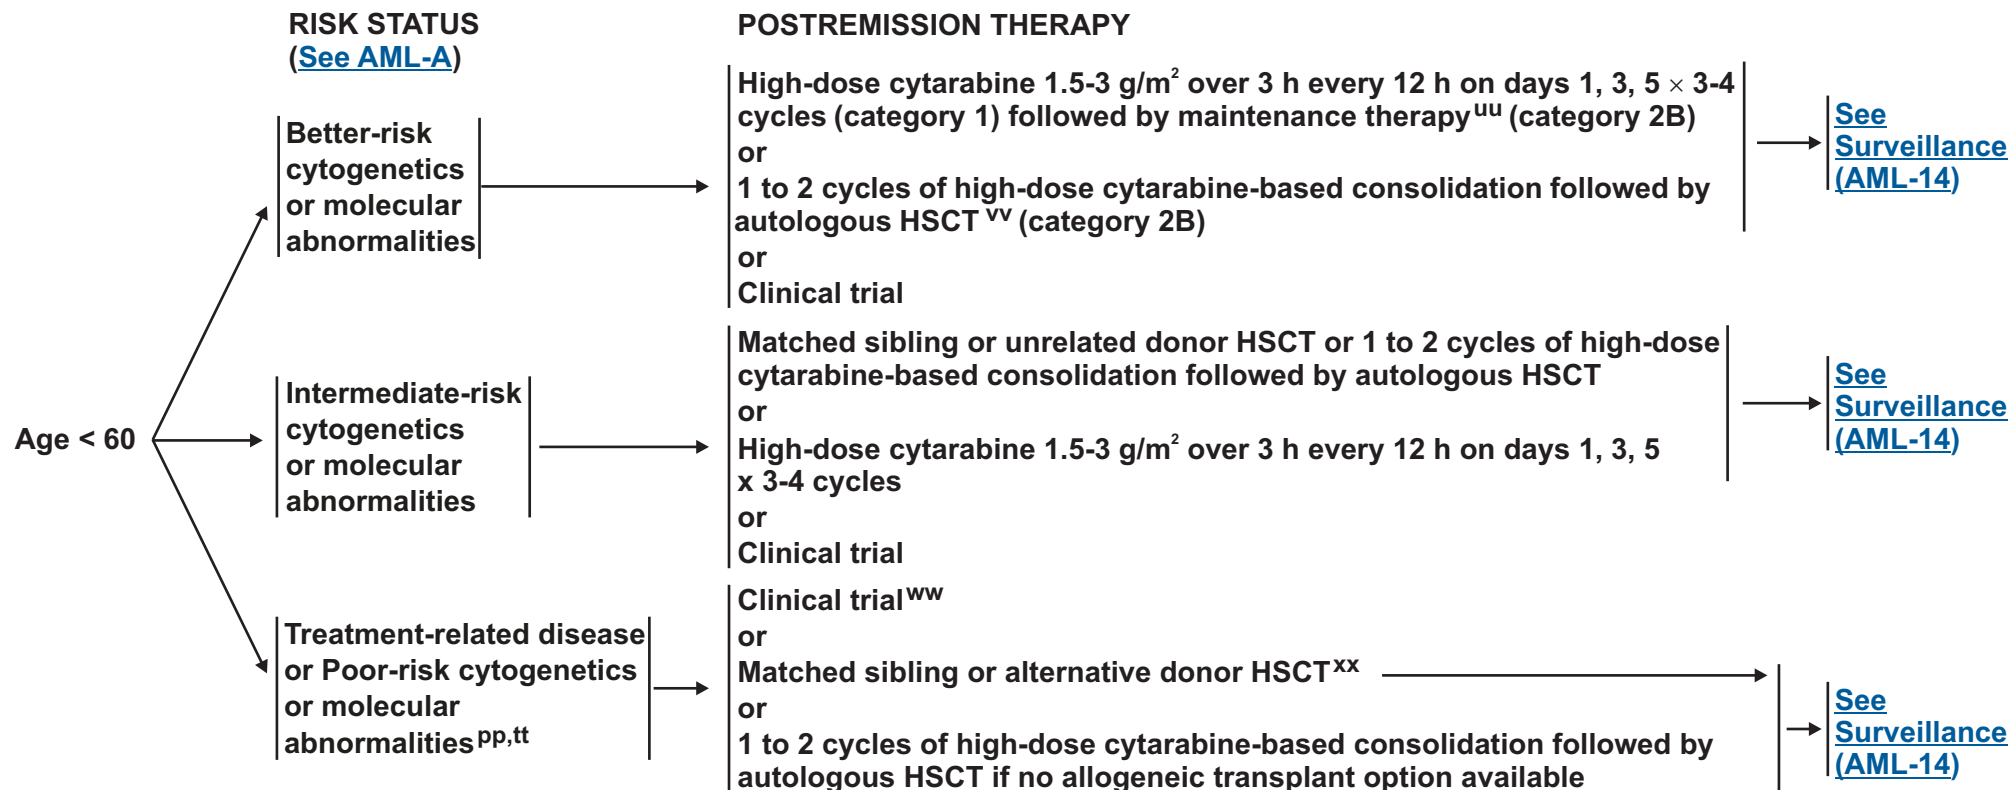 RISK STATUS
(See AML-A)
POSTREMISSION THERAPY
Age < 60
Better-risk
cytogenetics
or molecular
abnormalities
High-dose cytarabine 1.5-3 g/m² over 3 h every 12 h on days 1, 3, 5 × 3-4
cycles (category 1) followed by maintenance therapy uu (category 2B)
or
1 to 2 cycles of high-dose cytarabine-based consolidation followed by
autologous HSCT vv (category 2B)
or
Clinical trial
See
Surveillance
(AML-14)
Intermediate-risk
cytogenetics
or molecular
abnormalities
Matched sibling or unrelated donor HSCT or 1 to 2 cycles of high-dose
cytarabine-based consolidation followed by autologous HSCT
or
High-dose cytarabine 1.5-3 g/m² over 3 h every 12 h on days 1, 3, 5
x 3-4 cycles
or
Clinical trial
See
Surveillance
(AML-14)
Treatment-related disease
or Poor-risk cytogenetics
or molecular
abnormalities pp,tt
Clinical trial ww
or
Matched sibling or alternative donor HSCT xx
or
1 to 2 cycles of high-dose cytarabine-based consolidation followed by
autologous HSCT if no allogeneic transplant option available
See
Surveillance
(AML-14)